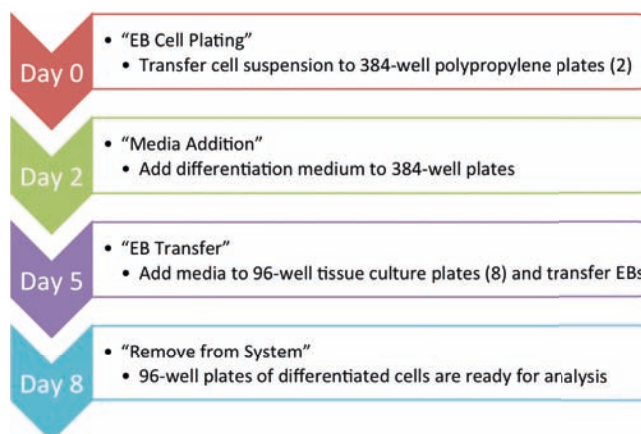 Day 0
• “EB Cell Plating”
• Transfer cell suspension to 384-well polypropylene plates (2)
Day 2
• “Media Addition”
• Add differentiation medium to 384-well plates
Day 5
• “EB Transfer”
• Add media to 96-well tissue culture plates (8) and transfer EBs
Day 8
• “Remove from System”
• 96-well plates of differentiated cells are ready for analysis